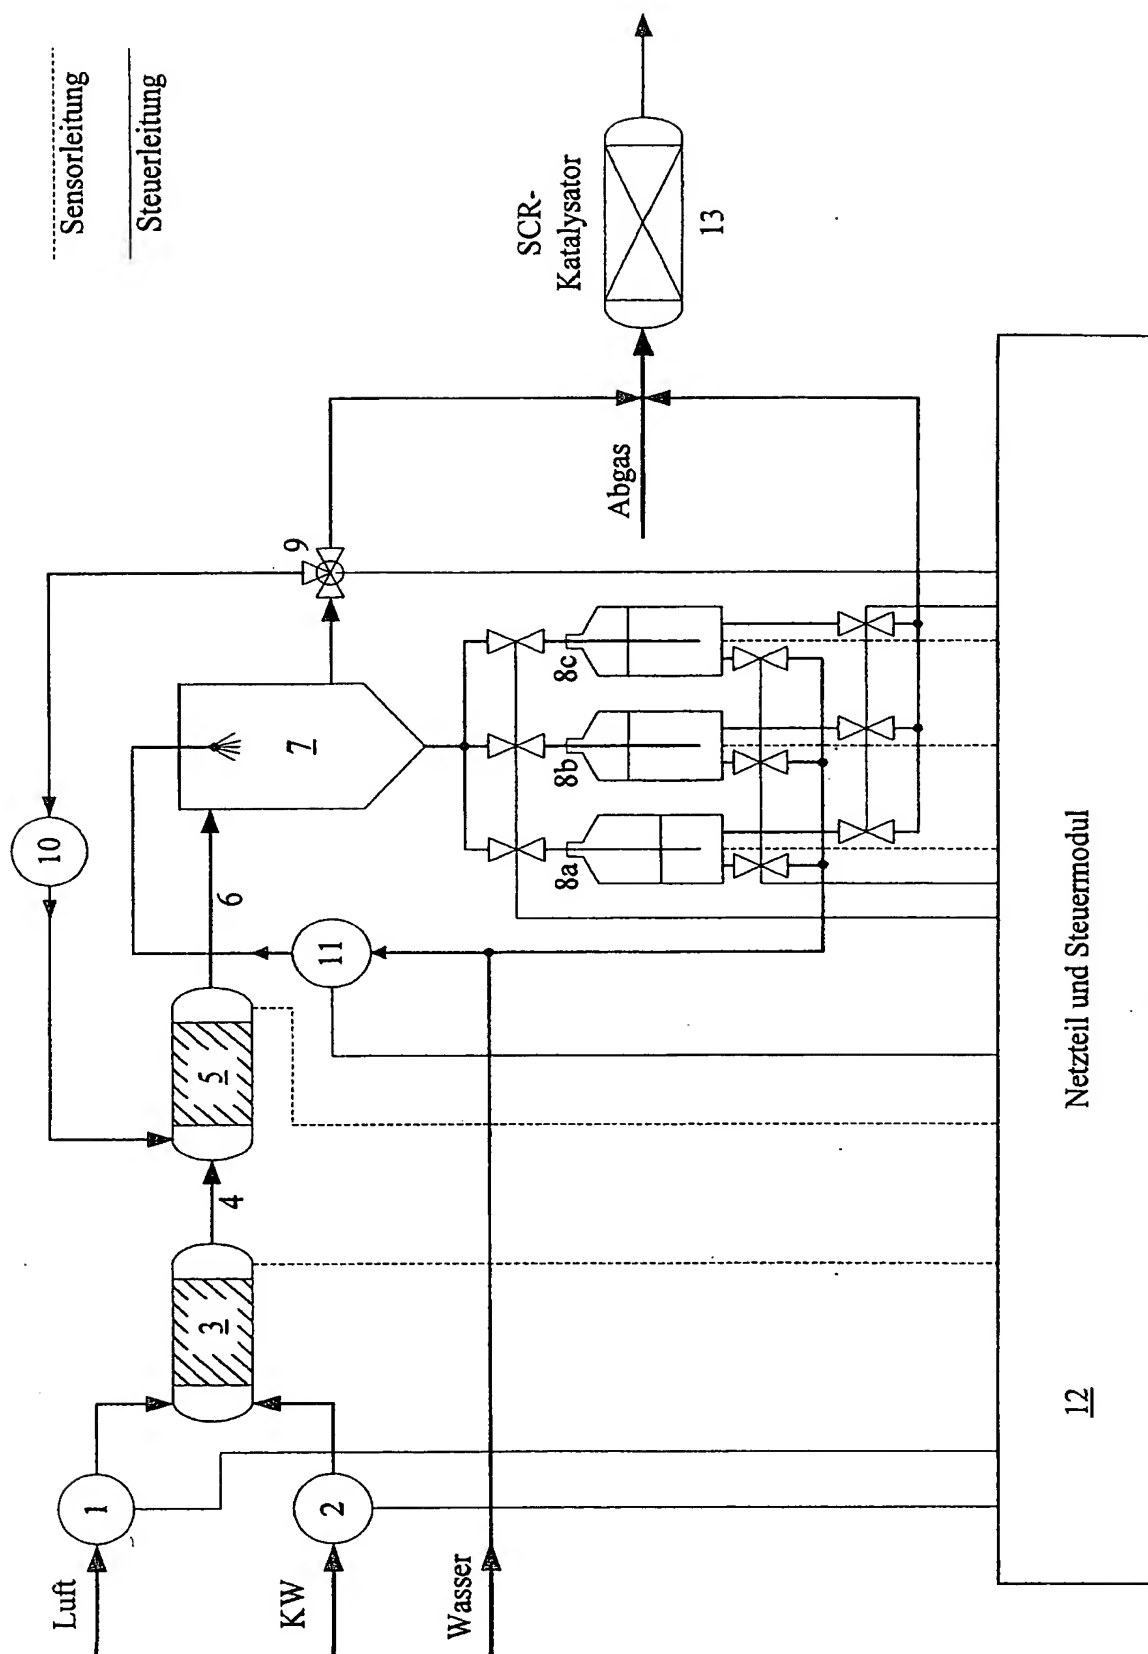 Sensorleitung
Steuerleitung
SCR-
Katalysator
13
Abgas
9
10
7
6
11
5
4
3
8a
8b
8c
1
Luft
2
KW
Wasser
12
Netzteil und Steuermodul